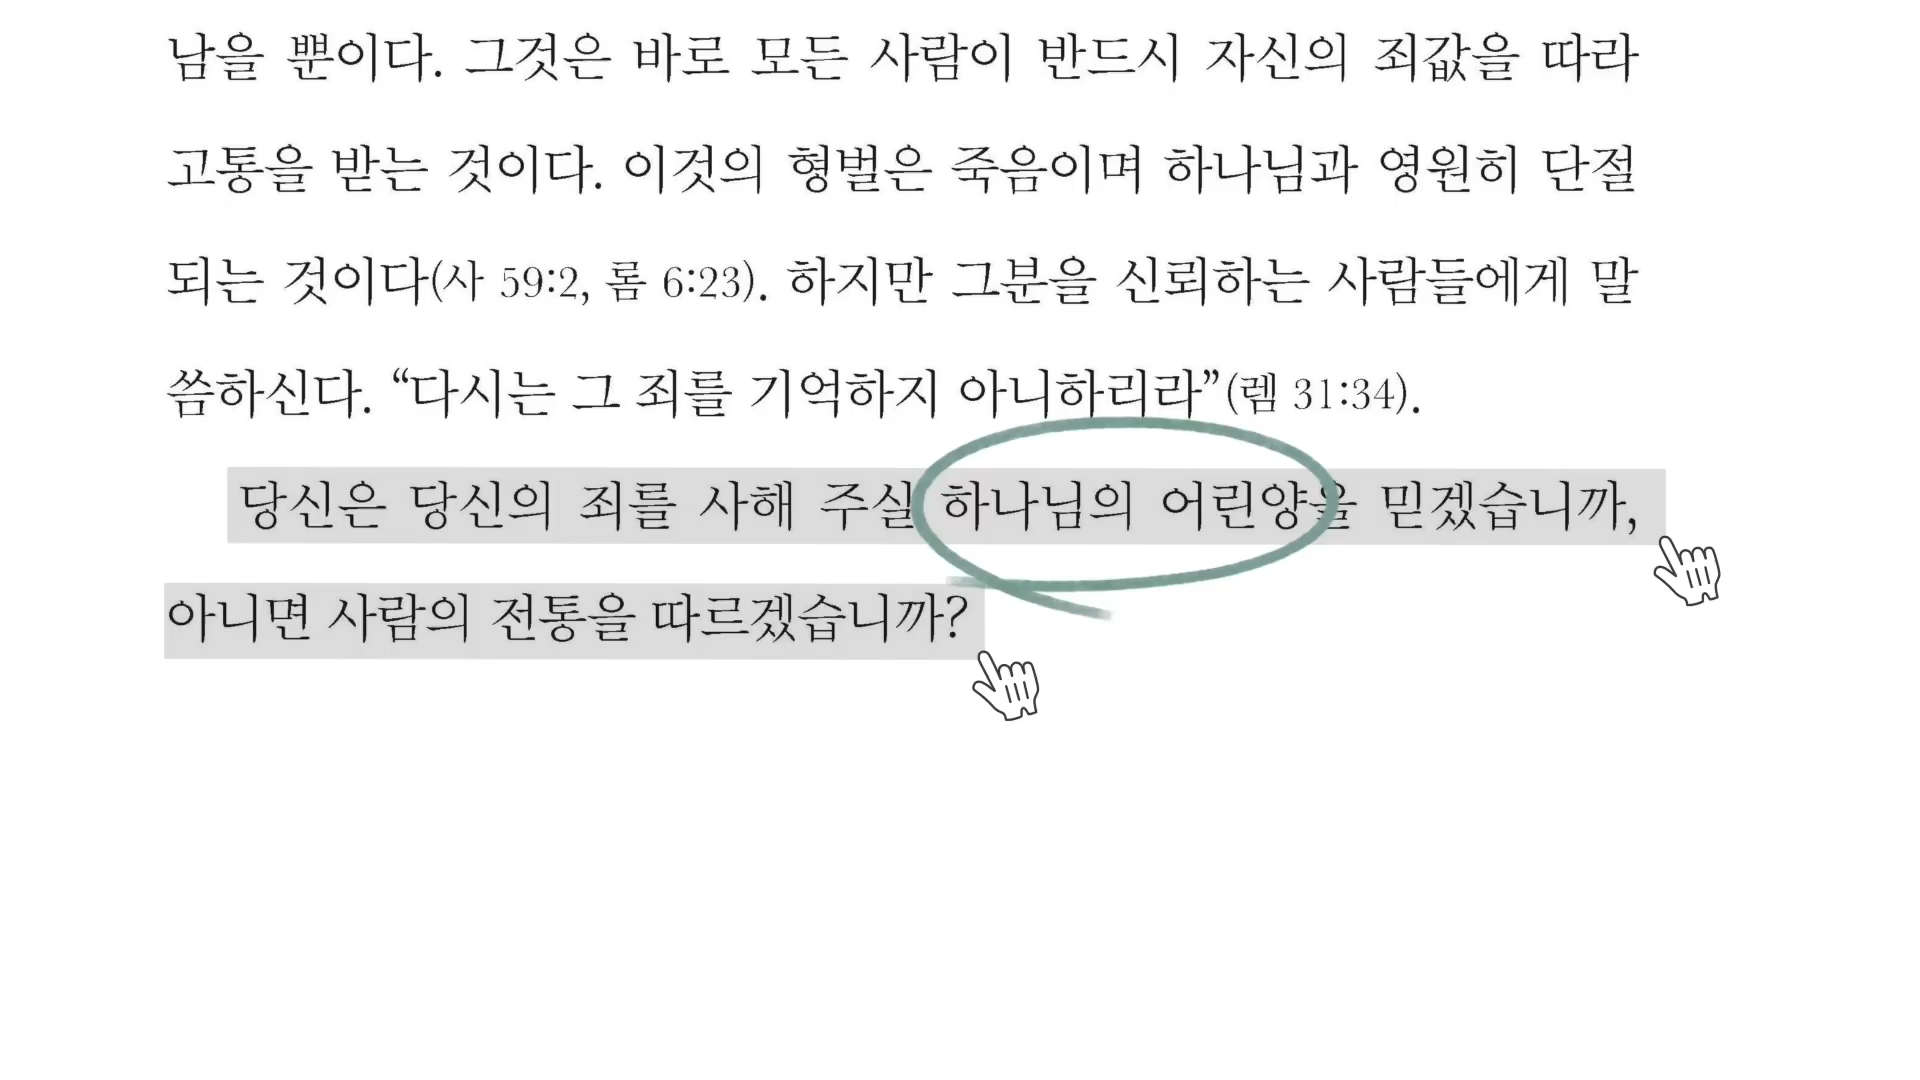 남을 뿐이다. 그것은 바로 모든 사람이 반드시 자신의 죄값을 따라
고통을 받는 것이다. 이것의 형벌은 죽음이며 하나님과 영원히 단절
되는 것이다(사 59:2, 롬 6:23). 하지만 그분을 신뢰하는 사람들에게 말
씀하신다. “다시는 그 죄를 기억하지 아니하리라”(렘 31:34).
당신은 당신의 죄를 사해 주실 하나님의 어린양을 믿겠습니까,
아니면 사람의 전통을 따르겠습니까?